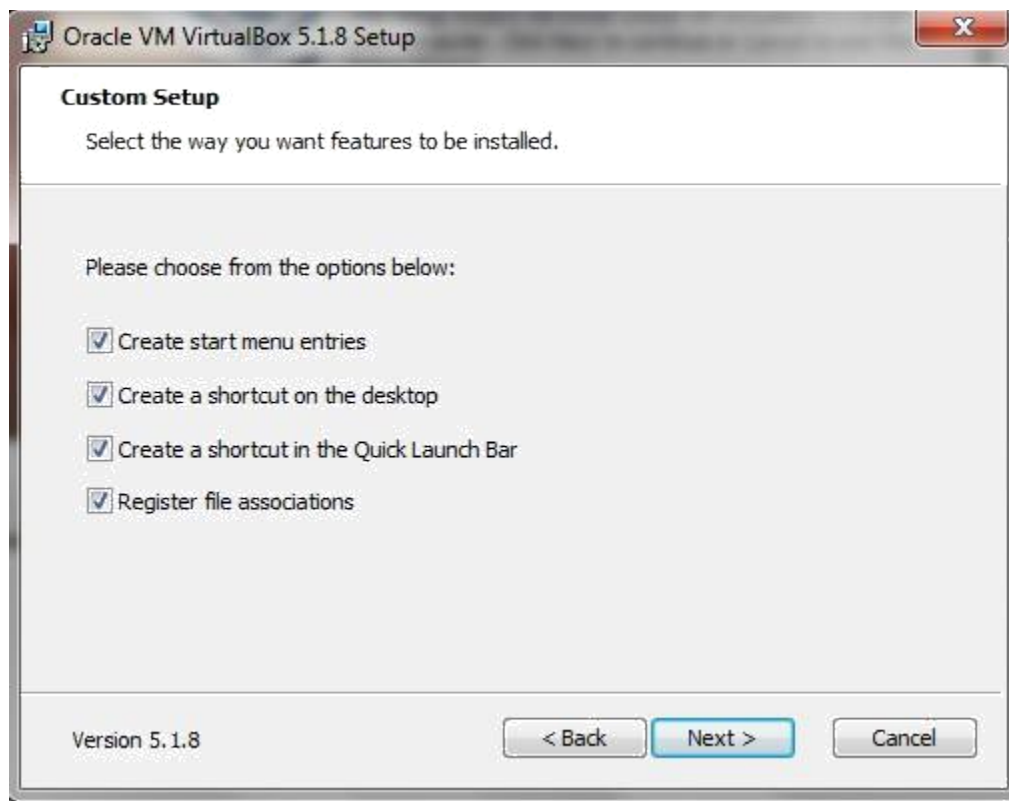 Oracle VM VirtualBox 5.1.8 Setup
X
Custom Setup
Select the way you want features to be installed.
Please choose from the options below:
Create start menu entries
Create a shortcut on the desktop
Create a shortcut in the Quick Launch Bar
Register file associations
Version 5.1.8
< Back
Next >
Cancel